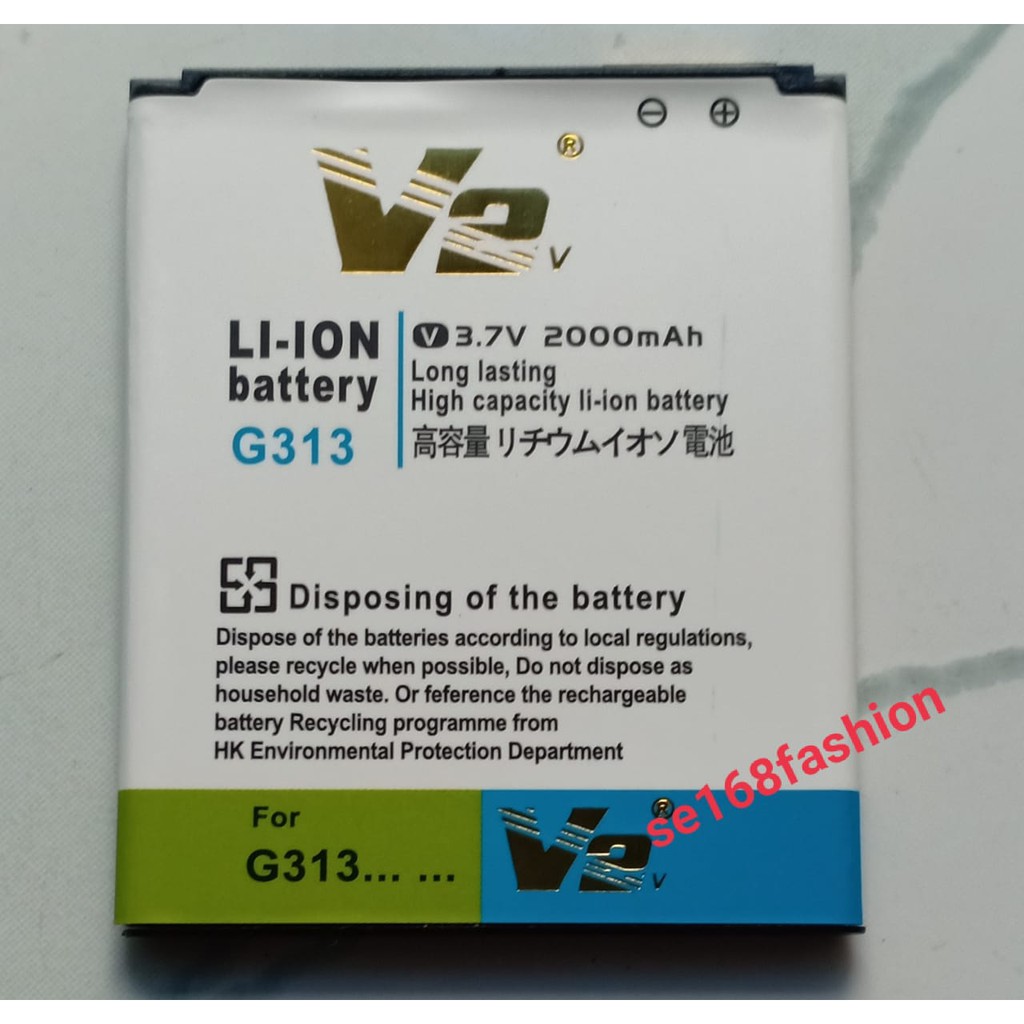 ⊖ ⊕
V2 ®
V
LI-ION
battery
G313
V 3.7V 2000mAh
Long lasting
High capacity li-ion battery
高容量 リチウムイオソ 電池
Disposing of the battery
Dispose of the batteries according to local regulations,
please recycle when possible, Do not dispose as
household waste. Or feference the rechargeable
battery Recycling programme from
HK Environmental Protection Department
For
G313... ...
V2 ®
V
se168fashion